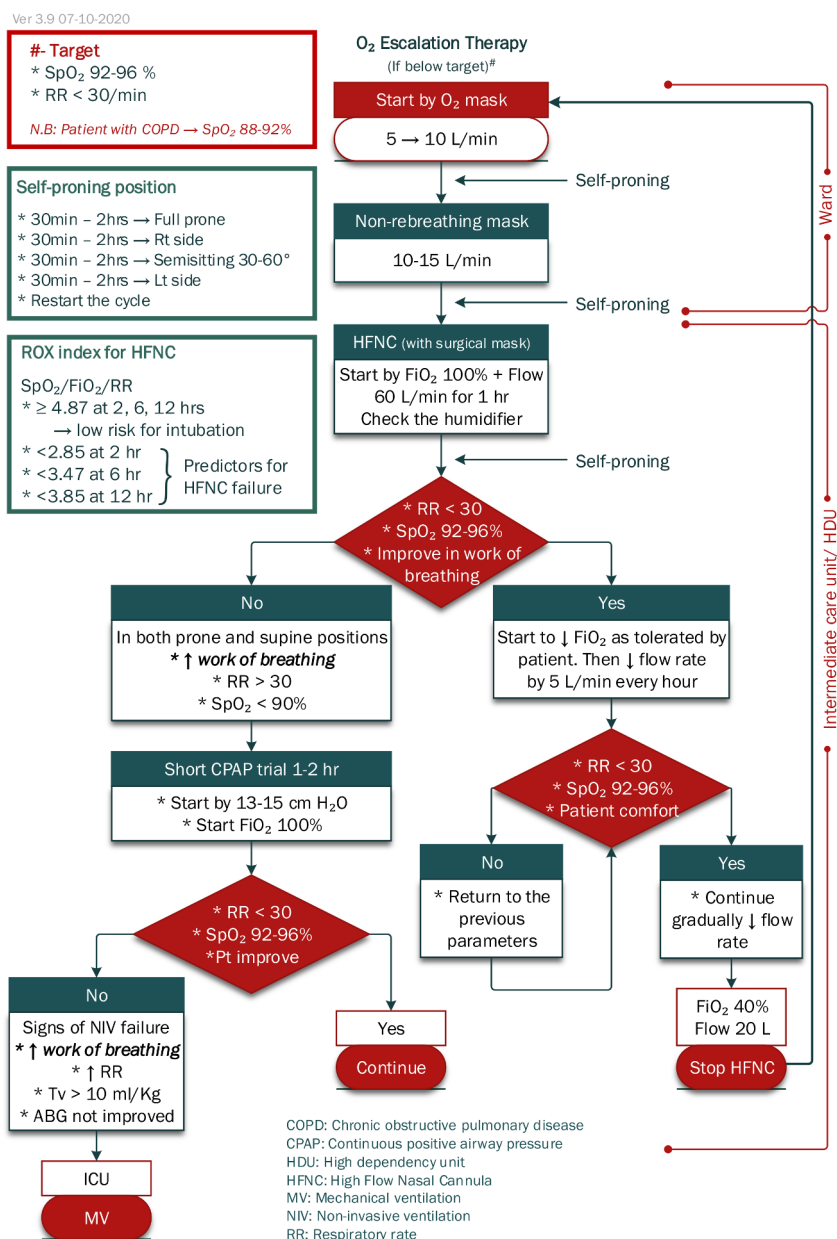 Ver 3.9 07-10-2020
#- Target
* SpO₂ 92-96 %
* RR < 30/min
N.B: Patient with COPD → SpO₂ 88-92%
Self-proning position
* 30min – 2hrs → Full prone
* 30min – 2hrs → Rt side
* 30min – 2hrs → Semisitting 30-60°
* 30min – 2hrs → Lt side
* Restart the cycle
ROX index for HFNC
SpO₂/FiO₂/RR
* ≥ 4.87 at 2, 6, 12 hrs
→ low risk for intubation
* <2.85 at 2 hr
* <3.47 at 6 hr
* <3.85 at 12 hr
Predictors for
HFNC failure
O₂ Escalation Therapy
(If below target)#
Start by O₂ mask
5 → 10 L/min
Self-proning
Non-rebreathing mask
10-15 L/min
Self-proning
HFNC (with surgical mask)
Start by FiO₂ 100% + Flow
60 L/min for 1 hr
Check the humidifier
Self-proning
* RR < 30
* SpO₂ 92-96%
* Improve in work of
breathing
No
In both prone and supine positions
* ↑ work of breathing
* RR > 30
* SpO₂ < 90%
Short CPAP trial 1-2 hr
* Start by 13-15 cm H₂O
* Start FiO₂ 100%
* RR < 30
* SpO₂ 92-96%
*Pt improve
No
Signs of NIV failure
* ↑ work of breathing
* ↑ RR
* Tv > 10 ml/Kg
* ABG not improved
ICU
MV
Yes
Continue
Yes
Start to ↓ FiO₂ as tolerated by
patient. Then ↓ flow rate
by 5 L/min every hour
* RR < 30
* SpO₂ 92-96%
* Patient comfort
No
* Return to the
previous
parameters
Yes
* Continue
gradually ↓ flow
rate
FiO₂ 40%
Flow 20 L
Stop HFNC
Ward
Intermediate care unit/ HDU
COPD: Chronic obstructive pulmonary disease
CPAP: Continuous positive airway pressure
HDU: High dependency unit
HFNC: High Flow Nasal Cannula
MV: Mechanical ventilation
NIV: Non-invasive ventilation
RR: Respiratory rate